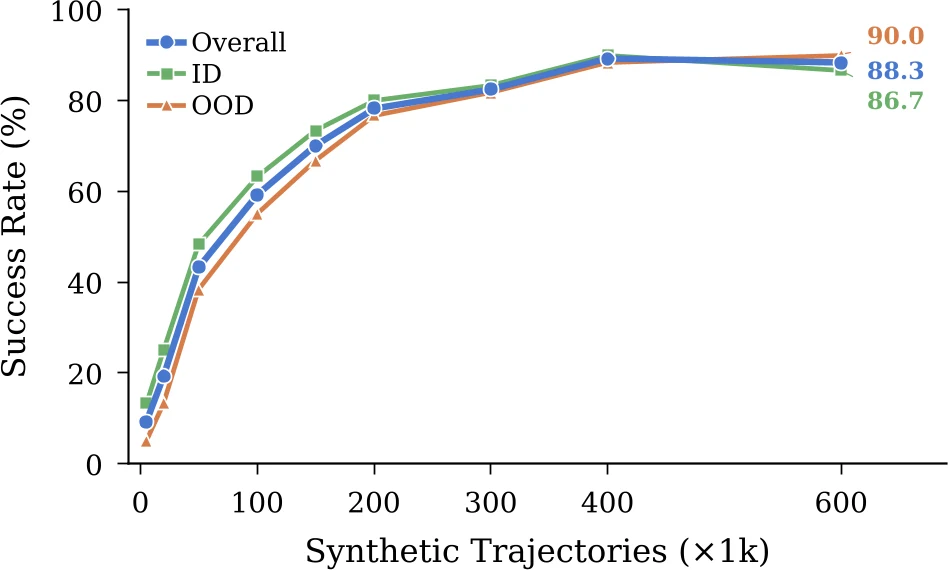 100
80
60
40
20
0
Success Rate (%)
Overall
ID
OOD
90.0
88.3
86.7
0 100 200 300 400 600
Synthetic Trajectories (×1k)